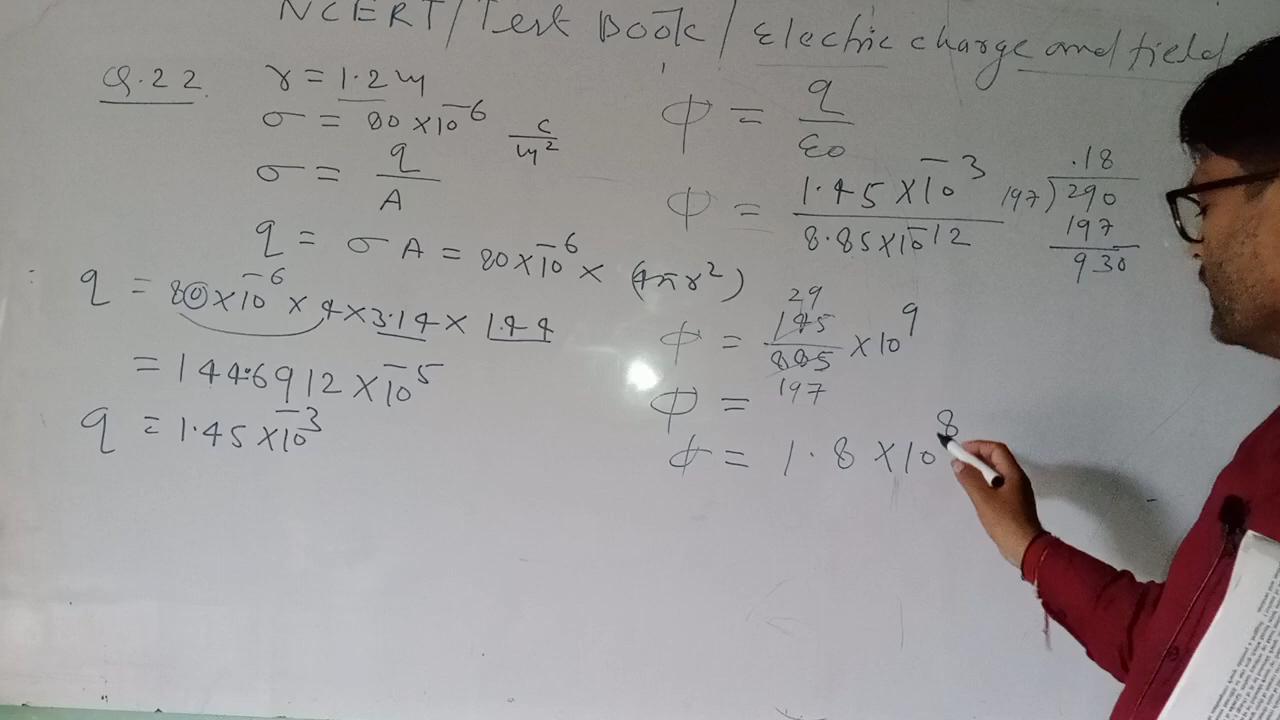 NCERT/Text Book/Electric charge and field
Q.22 r = 1.2 m
σ = 80 × 10⁻⁶ C/m²
σ = q/A
q = σ A = 80 × 10⁻⁶ × (4πr²)
q = 80 × 10⁻⁶ × 4 × 3.14 × 1.44
= 144.6912 × 10⁻⁵
q = 1.45 × 10⁻³
ϕ = q/ε0
ϕ = 1.45 × 10⁻³ / 8.85 × 10⁻¹²
.18
197) 290
197
930
29
ϕ = 145/885 × 10⁹
197
ϕ =
ϕ = 1.8 × 10⁸